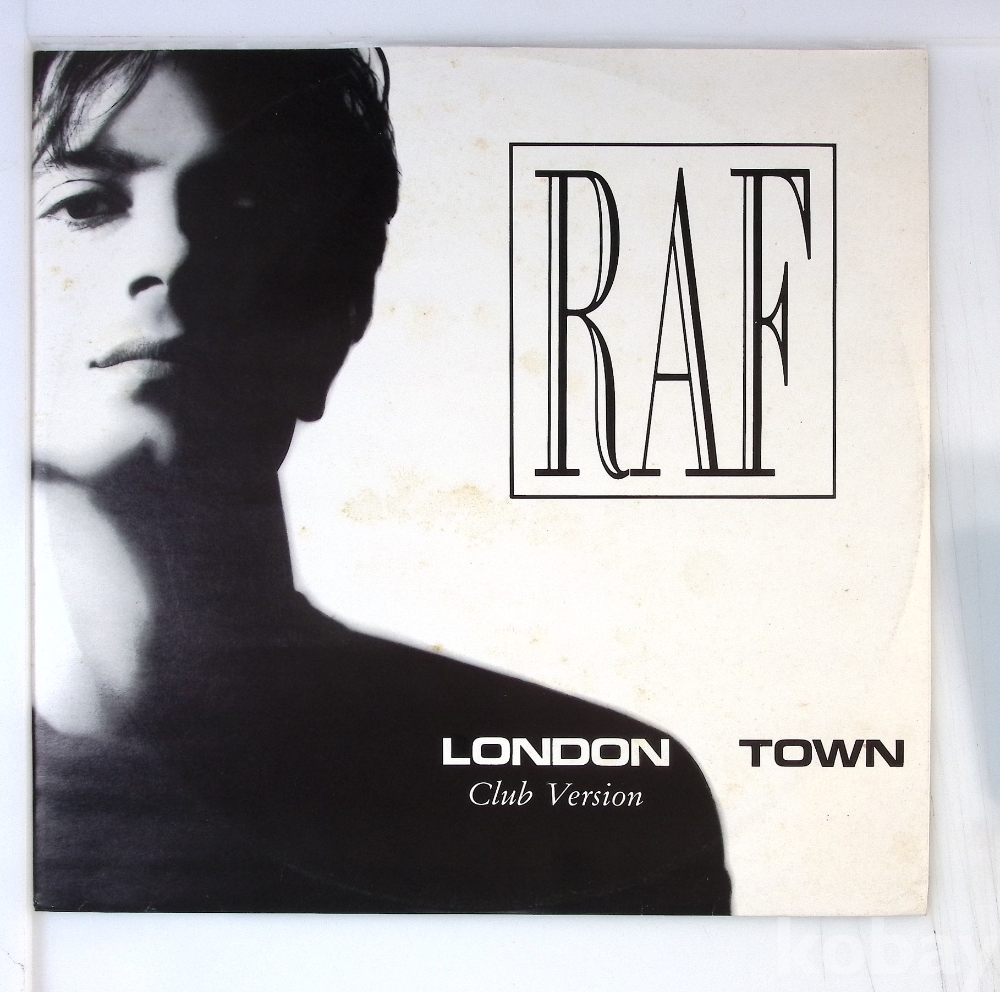 RAF
LONDON TOWN
Club Version
kobay